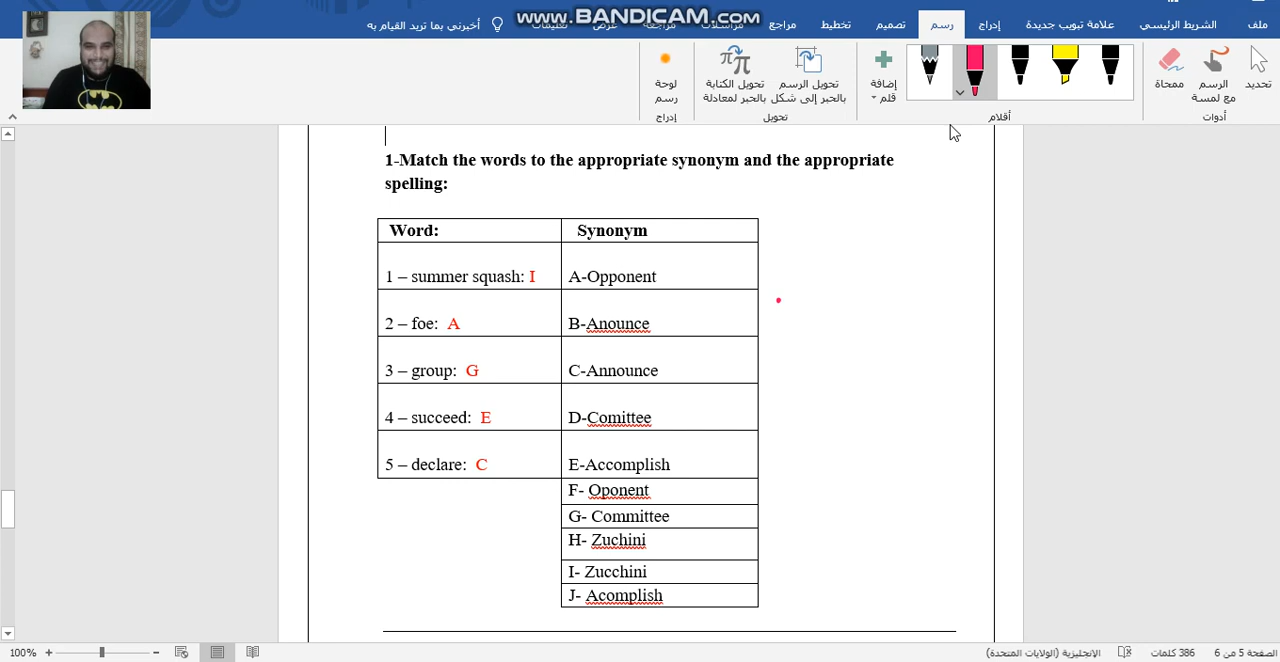 www.BANDICAM.com
ملف الشريط الرئيسي علامة تبويب جديدة إدراج رسم تصميم تخطيط مراجع مراسلات مراجعة عرض تعليمات أخبرني بما تريد القيام به
تحديد
الرسم مع لمسة
ممحاة
أدوات
إضافة قلم
أقلام
تحويل الرسم بالحبر إلى شكل
تحويل الكتابة بالحبر لمعادلة
تحويل
لوحة رسم
إدراج
1-Match the words to the appropriate synonym and the appropriate
spelling:
Word: Synonym
1 – summer squash: I A-Opponent
2 – foe: A B-Anounce
3 – group: G C-Announce
4 – succeed: E D-Comittee
5 – declare: C E-Accomplish
F- Oponent
G- Committee
H- Zuchini
I- Zucchini
J- Acomplish
الصفحة 5 من 6 386 كلمات الإنجليزية (الولايات المتحدة)
100%